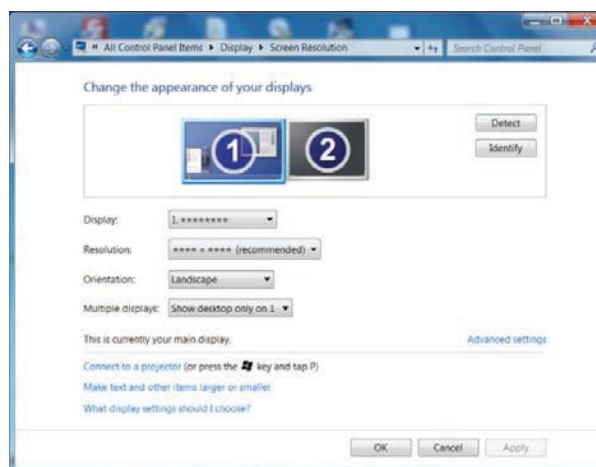 « All Control Panel Items ▸ Display ▸ Screen Resolution
Search Control Panel
Change the appearance of your displays
1
2
Detect
Identify
Display: 1. ********
Resolution: **** × **** (recommended)
Orientation: Landscape
Multiple displays: Show desktop only on 1
This is currently your main display.
Advanced settings
Connect to a projector (or press the key and tap P)
Make text and other items larger or smaller
What display settings should I choose?
OK
Cancel
Apply